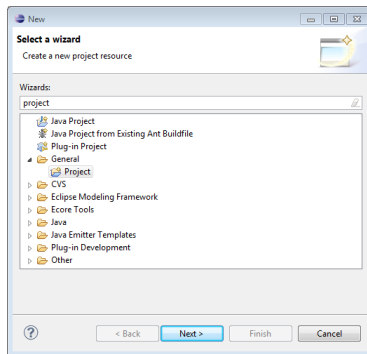 New
Select a wizard
Create a new project resource
Wizards:
project
Java Project
Java Project from Existing Ant Buildfile
Plug-in Project
General
Project
CVS
Eclipse Modeling Framework
Ecore Tools
Java
Java Emitter Templates
Plug-in Development
Other
? < Back Next > Finish Cancel